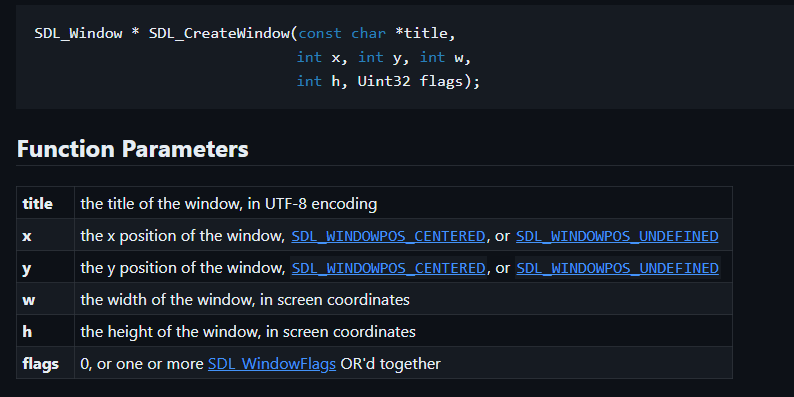 SDL_Window * SDL_CreateWindow(const char *title,
int x, int y, int w,
int h, Uint32 flags);
Function Parameters
title the title of the window, in UTF-8 encoding
x the x position of the window, SDL_WINDOWPOS_CENTERED, or SDL_WINDOWPOS_UNDEFINED
y the y position of the window, SDL_WINDOWPOS_CENTERED, or SDL_WINDOWPOS_UNDEFINED
w the width of the window, in screen coordinates
h the height of the window, in screen coordinates
flags 0, or one or more SDL_WindowFlags OR'd together